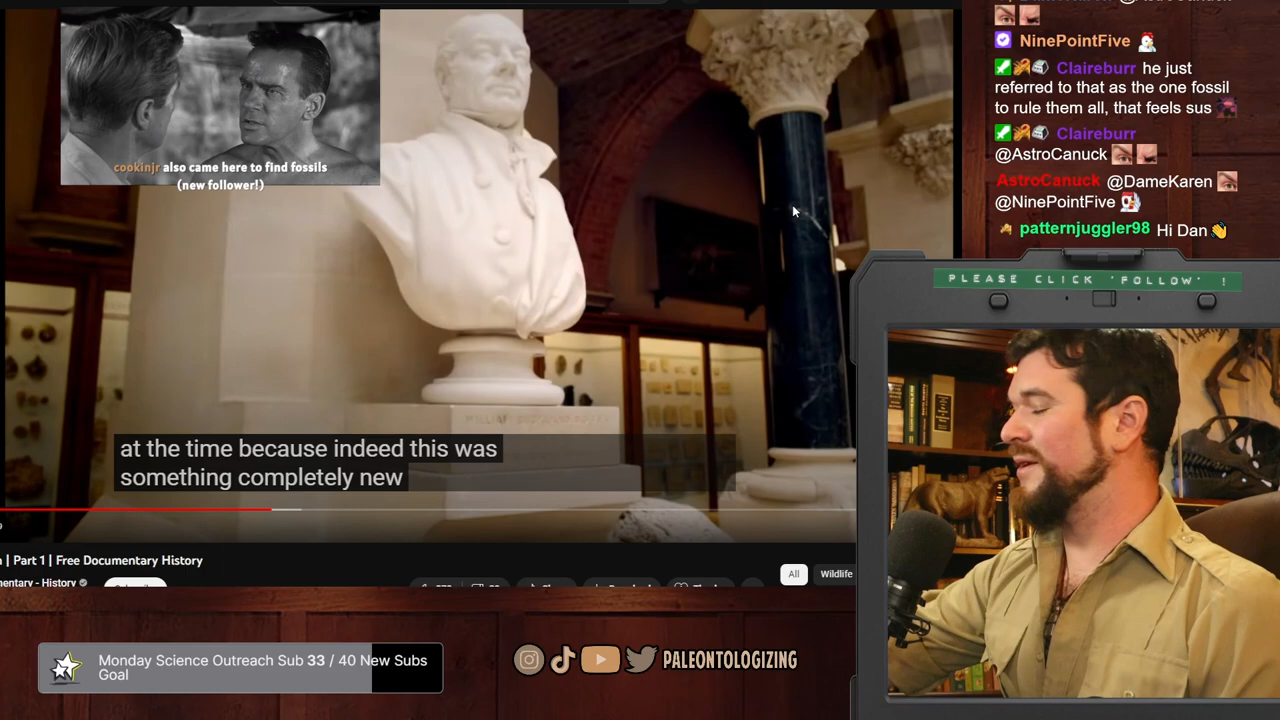 cookinjr also came here to find fossils
(new follower!)
at the time because indeed this was
something completely new
| Part 1 | Free Documentary History
- History
All
Wildlife
NinePointFive
Claireburr he just
referred to that as the one fossil
to rule them all, that feels sus
Claireburr
@AstroCanuck
AstroCanuck @DameKaren
@NinePointFive
patternjuggler98 Hi Dan
PLEASE CLICK 'FOLLOW' !
Monday Science Outreach Sub 33 / 40 New Subs
Goal
PALEONTOLOGIZING